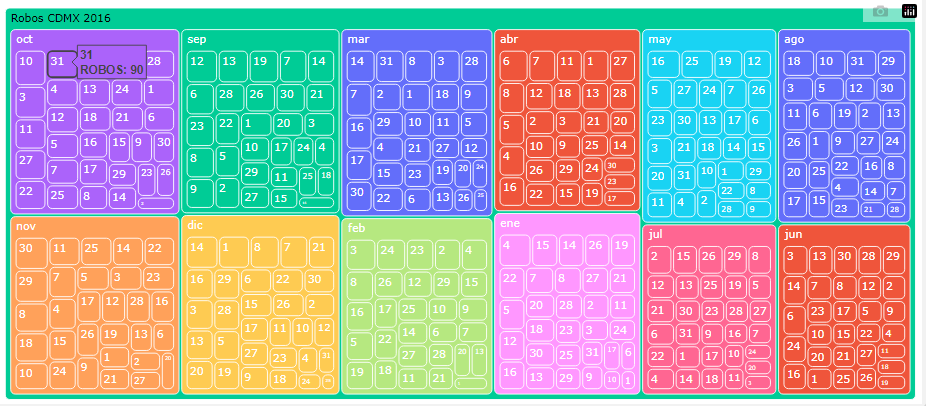 Robos CDMX 2016
oct
10 31 28
31
ROBOS: 90
3 4 13 24 1
11 12 18 21 6
27 5 16 15 9 30
22 7 17 29 23 26
25 8 14
sep
12 13 19 7 14
6 28 26 30 21
23 22 1 20 3
8 5 10 17 24 4
9 2 11 25 18
27 15
mar
14 31 8 3 28
7 2 1 18 9
16 29 10 11 5
30 4 21 27 12
17 15 23 19 20 24
22 6 13 26 25
abr
1 6 7 11 27
8 12 18 13 28
5 2 3 21 20
4 10 9 25 14
16 26 29 24 30
23
22 15 19 17
may
16 25 19 12
5 27 24 7 26
23 30 13 17 6
3 21 18 14 15
20 31 10 1 29
22 8
11 4 2 28 9
ago
18 10 31 29
3 5 12 30
11 6 19 2 13
26 1 9 27 24
20 25 22 16 8
4 14 7
17 15 23 21 28
nov
30 11 25 14 22
29 7 5 3 23
8 4 17 12 28 16
18 15 26 19 13 6
10 24 9 1 2 20
21 27
dic
14 1 8 7 21
16 29 6 22 30
3 28 15 26 2
13 5 17 11 10 12
20 19 27 23 4 31
9 18 24
feb
24 23 2 4
8 26 12 29 15
16 17 25 10 9
5 22 14 6 7
27 28 20 13
19 18 11 21
ene
4 15 14 26 19
22 7 8 27 21
5 20 28 2 11
12 18 23 3 24
30 25 31 17 6
16 13 29 9 10 1
jul
2 15 29 9 8
14 12 13 5 25
21 30 23 28 27
6 31 9 16 7
22 1 17 10 24
20
4 14 18 11 3
jun
3 13 30 28 29
14 7 8 12 2
6 23 17 5 9
10 15 22 4
24 20 21 27 11
18
16 1 25 26 19